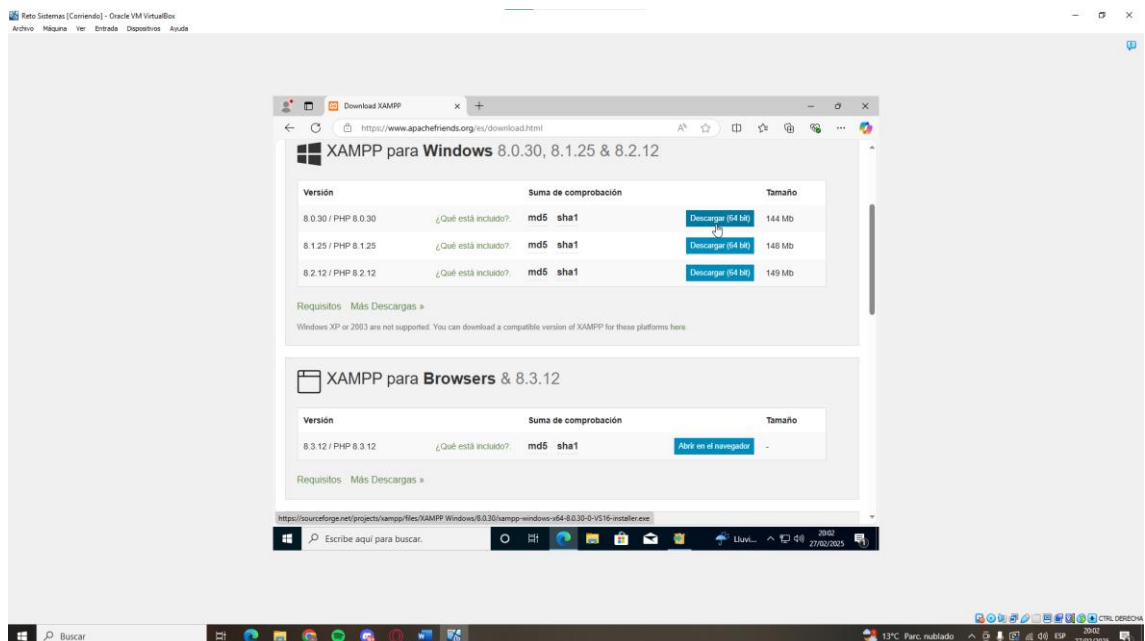 Reto Sistemas [Corriendo] - Oracle VM VirtualBox
Archivo Máquina Ver Entrada Dispositivos Ayuda
Download XAMPP
https://www.apachefriends.org/es/download.html
XAMPP para Windows 8.0.30, 8.1.25 & 8.2.12
Versión Suma de comprobación Tamaño
8.0.30 / PHP 8.0.30 ¿Qué está incluido?. md5 sha1 Descargar (64 bit) 144 Mb
8.1.25 / PHP 8.1.25 ¿Qué está incluido?. md5 sha1 Descargar (64 bit) 148 Mb
8.2.12 / PHP 8.2.12 ¿Qué está incluido?. md5 sha1 Descargar (64 bit) 149 Mb
Requisitos Más Descargas »
Windows XP or 2003 are not supported. You can download a compatible version of XAMPP for these platforms here.
XAMPP para Browsers & 8.3.12
Versión Suma de comprobación Tamaño
8.3.12 / PHP 8.3.12 ¿Qué está incluido?. md5 sha1 Abrir en el navegador -
Requisitos Más Descargas »
https://sourceforge.net/projects/xampp/files/XAMPP Windows/8.0.30/xampp-windows-x64-8.0.30-0-VS16-installer.exe
Escribe aquí para buscar. Lluvi... 20:02
27/02/2025
CTRL DERECHA
Buscar 13°C Parc. nublado ESP 20:02